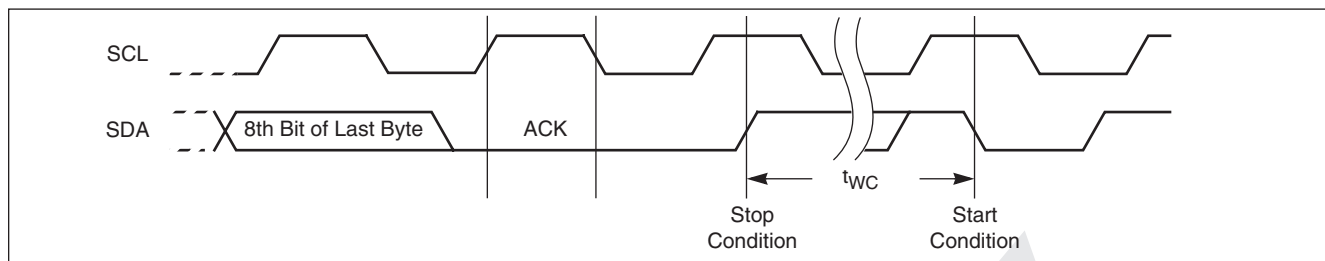 SCL
SDA
8th Bit of Last Byte
ACK
tWC
Stop
Condition
Start
Condition